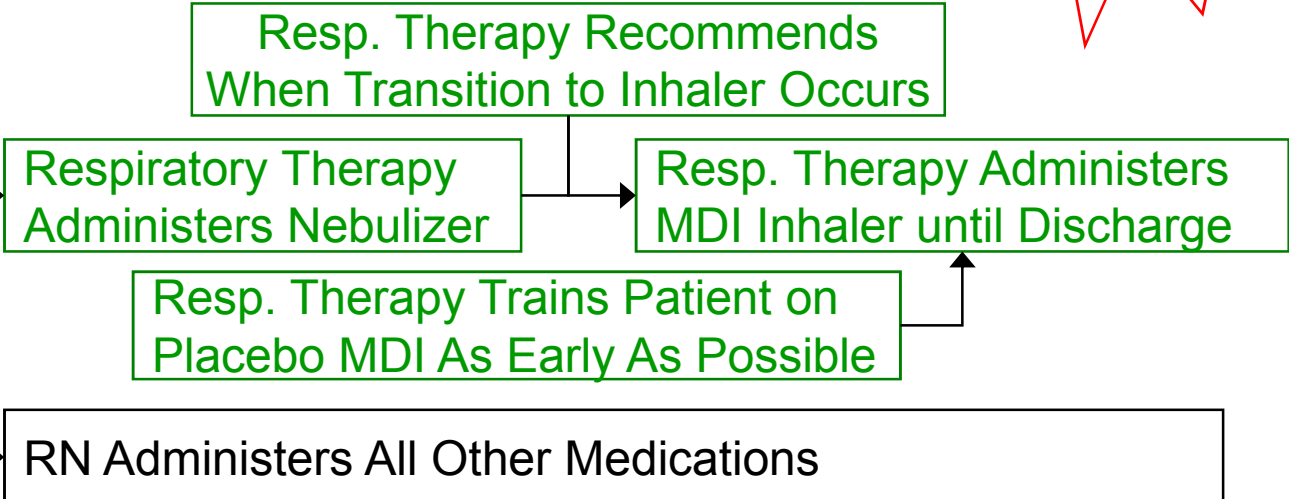 Resp. Therapy Recommends
When Transition to Inhaler Occurs
Respiratory Therapy
Administers Nebulizer
Resp. Therapy Administers
MDI Inhaler until Discharge
Resp. Therapy Trains Patient on
Placebo MDI As Early As Possible
RN Administers All Other Medications